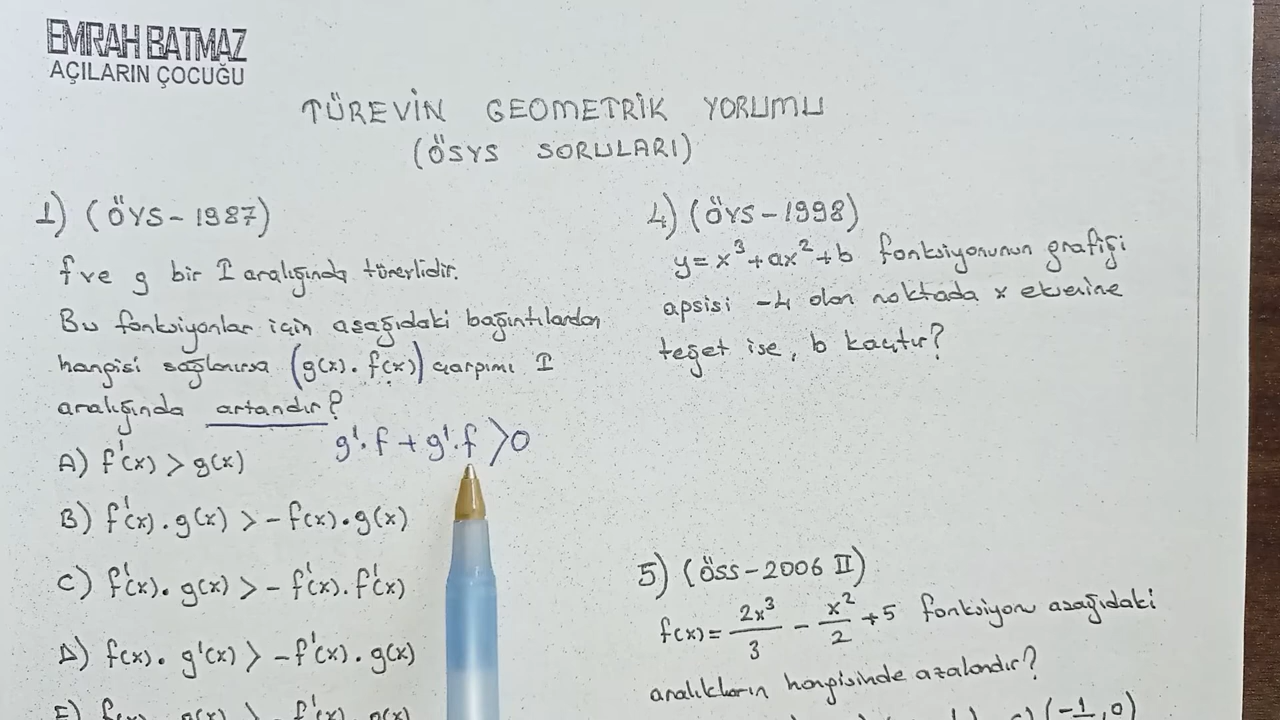 EMRAH BATMAZ
AÇILARIN ÇOCUĞU
TÜREVİN GEOMETRİK YORUMU
(ÖSYS SORULARI)
1) (ÖYS-1987)
f ve g bir I aralığında türevlidir.
Bu fonksiyonlar için aşağıdaki bağıntılardan
hangisi sağlanırsa (g(x).f(x)) çarpımı I
aralığında artandır?
g'.f + g'.f >0
A) f'(x) > g(x)
B) f'(x).g(x) > -f(x).g(x)
C) f'(x).g(x) > -f'(x).f'(x)
D) f(x).g'(x) > -f'(x).g(x)
4) (ÖYS-1998)
y=x³+ax²+b fonksiyonunun grafiği
apsisi -4 olan noktada x eksenine
teğet ise, b kaçtır?
5) (ÖSS-2006 II)
f(x)= 2x³/3 - x²/2 +5 fonksiyonu aşağıdaki
aralıkların hangisinde azalandır?
(-1/ ,0)